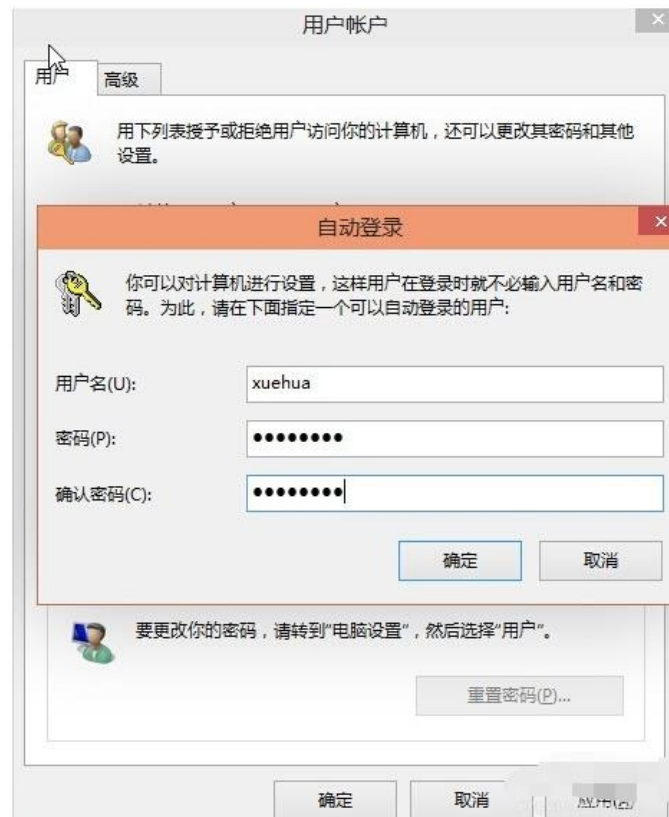 用户帐户
用户
高级
用下列表授予或拒绝用户访问你的计算机，还可以更改其密码和其他
设置。
自动登录
你可以对计算机进行设置，这样用户在登录时就不必输入用户名和密
码。为此，请在下面指定一个可以自动登录的用户:
用户名(U):
xuehua
密码(P):
●●●●●●●●
确认密码(C):
●●●●●●●●
确定
取消
要更改你的密码，请转到"电脑设置"，然后选择"用户"。
重置密码(P)...
确定
取消
应用(A)